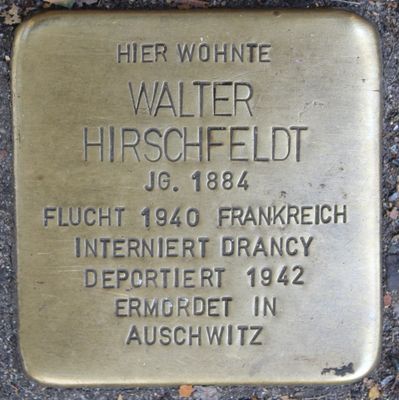 HIER WOHNTE
WALTER
HIRSCHFELDT
JG. 1884
FLUCHT 1940 FRANKREICH
INTERNIERT DRANCY
DEPORTIERT 1942
ERMORDET IN
AUSCHWITZ